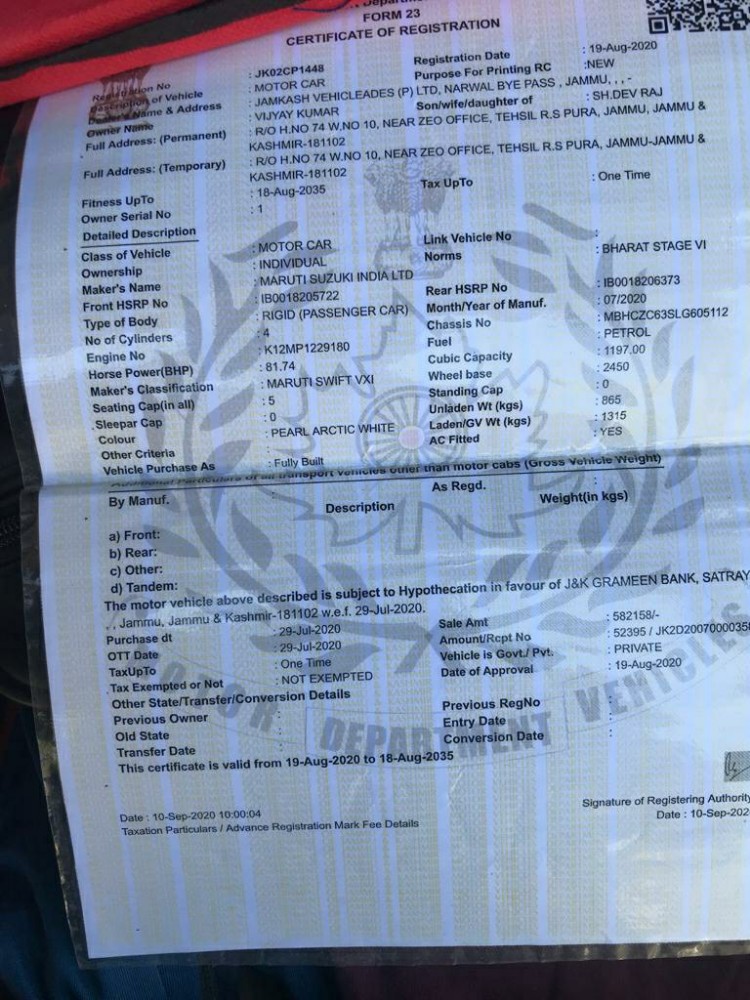 FORM 23
CERTIFICATE OF REGISTRATION
Registration No : JK02CP1448 Registration Date : 19-Aug-2020
Description of Vehicle : MOTOR CAR Purpose For Printing RC :NEW
Dealer's Name & Address : JAMKASH VEHICLEADES (P) LTD, NARWAL BYE PASS , JAMMU, , , -
Owner Name : VIJAY KUMAR Son/wife/daughter of : SH.DEV RAJ
Full Address: (Permanent) : R/O H.NO 74 W.NO 10, NEAR ZEO OFFICE, TEHSIL R.S PURA, JAMMU, JAMMU &
KASHMIR-181102
Full Address: (Temporary) : R/O H.NO 74 W.NO 10, NEAR ZEO OFFICE, TEHSIL R.S PURA, JAMMU-JAMMU &
KASHMIR-181102
Fitness UpTo : 18-Aug-2035 Tax UpTo : One Time
Owner Serial No : 1
Detailed Description
Class of Vehicle : MOTOR CAR Link Vehicle No :
Ownership : INDIVIDUAL Norms : BHARAT STAGE VI
Maker's Name : MARUTI SUZUKI INDIA LTD
Front HSRP No : IB0018205722 Rear HSRP No : IB0018206373
Type of Body : RIGID (PASSENGER CAR) Month/Year of Manuf. : 07/2020
No of Cylinders : 4 Chassis No : MBHCZC63SLG605112
Engine No : K12MP1229180 Fuel : PETROL
Horse Power(BHP) : 81.74 Cubic Capacity : 1197.00
Maker's Classification : MARUTI SWIFT VXI Wheel base : 2450
Seating Cap(in all) : 5 Standing Cap : 0
Sleepar Cap : 0 Unladen Wt (kgs) : 865
Colour : PEARL ARCTIC WHITE Laden/GV Wt (kgs) : 1315
Other Criteria : AC Fitted : YES
Vehicle Purchase As : Fully Built
Additional Particulars of all transport vehicles other than motor cabs (Gross Vehicle Weight)
By Manuf. : As Regd. :
Description Weight(in kgs)
a) Front:
b) Rear:
c) Other:
d) Tandem:
The motor vehicle above described is subject to Hypothecation in favour of J&K GRAMEEN BANK, SATRAY
, , Jammu, Jammu & Kashmir-181102 w.e.f. 29-Jul-2020.
Purchase dt : 29-Jul-2020 Sale Amt : 582158/-
OTT Date : 29-Jul-2020 Amount/Rcpt No : 52395 / JK2D2007000035
TaxUpTo : One Time Vehicle is Govt./ Pvt. : PRIVATE
Tax Exempted or Not : NOT EXEMPTED Date of Approval : 19-Aug-2020
Other State/Transfer/Conversion Details
Previous Owner : Previous RegNo :
Old State : Entry Date :
Transfer Date : Conversion Date :
This certificate is valid from 19-Aug-2020 to 18-Aug-2035
MOTOR DEPARTMENT VEHICLES
Signature of Registering Authority
Date : 10-Sep-2020 10:00:04 Date : 10-Sep-202
Taxation Particulars / Advance Registration Mark Fee Details